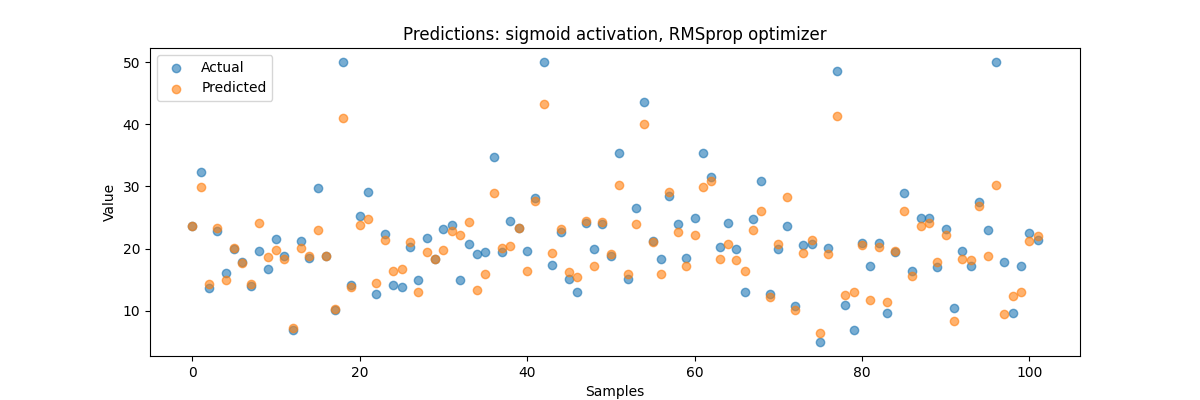 Predictions: sigmoid activation, RMSprop optimizer
Actual
Predicted
Value
50
40
30
20
10
0 20 40 60 80 100
Samples